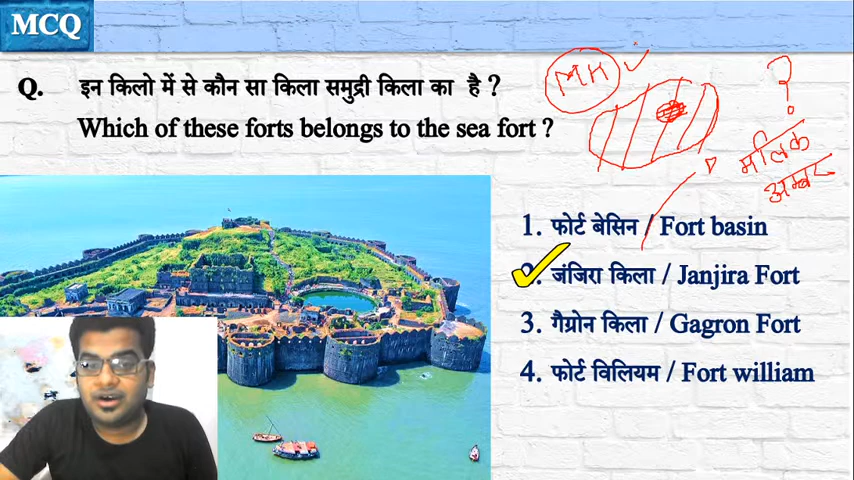 MCQ
Q. इन किलो में से कौन सा किला समुद्री किला का है ?
Which of these forts belongs to the sea fort ?
MH
?
मलिक
अम्बर
1. फोर्ट बेसिन / Fort basin
2. जंजिरा किला / Janjira Fort
3. गैग्रोन किला / Gagron Fort
4. फोर्ट विलियम / Fort william